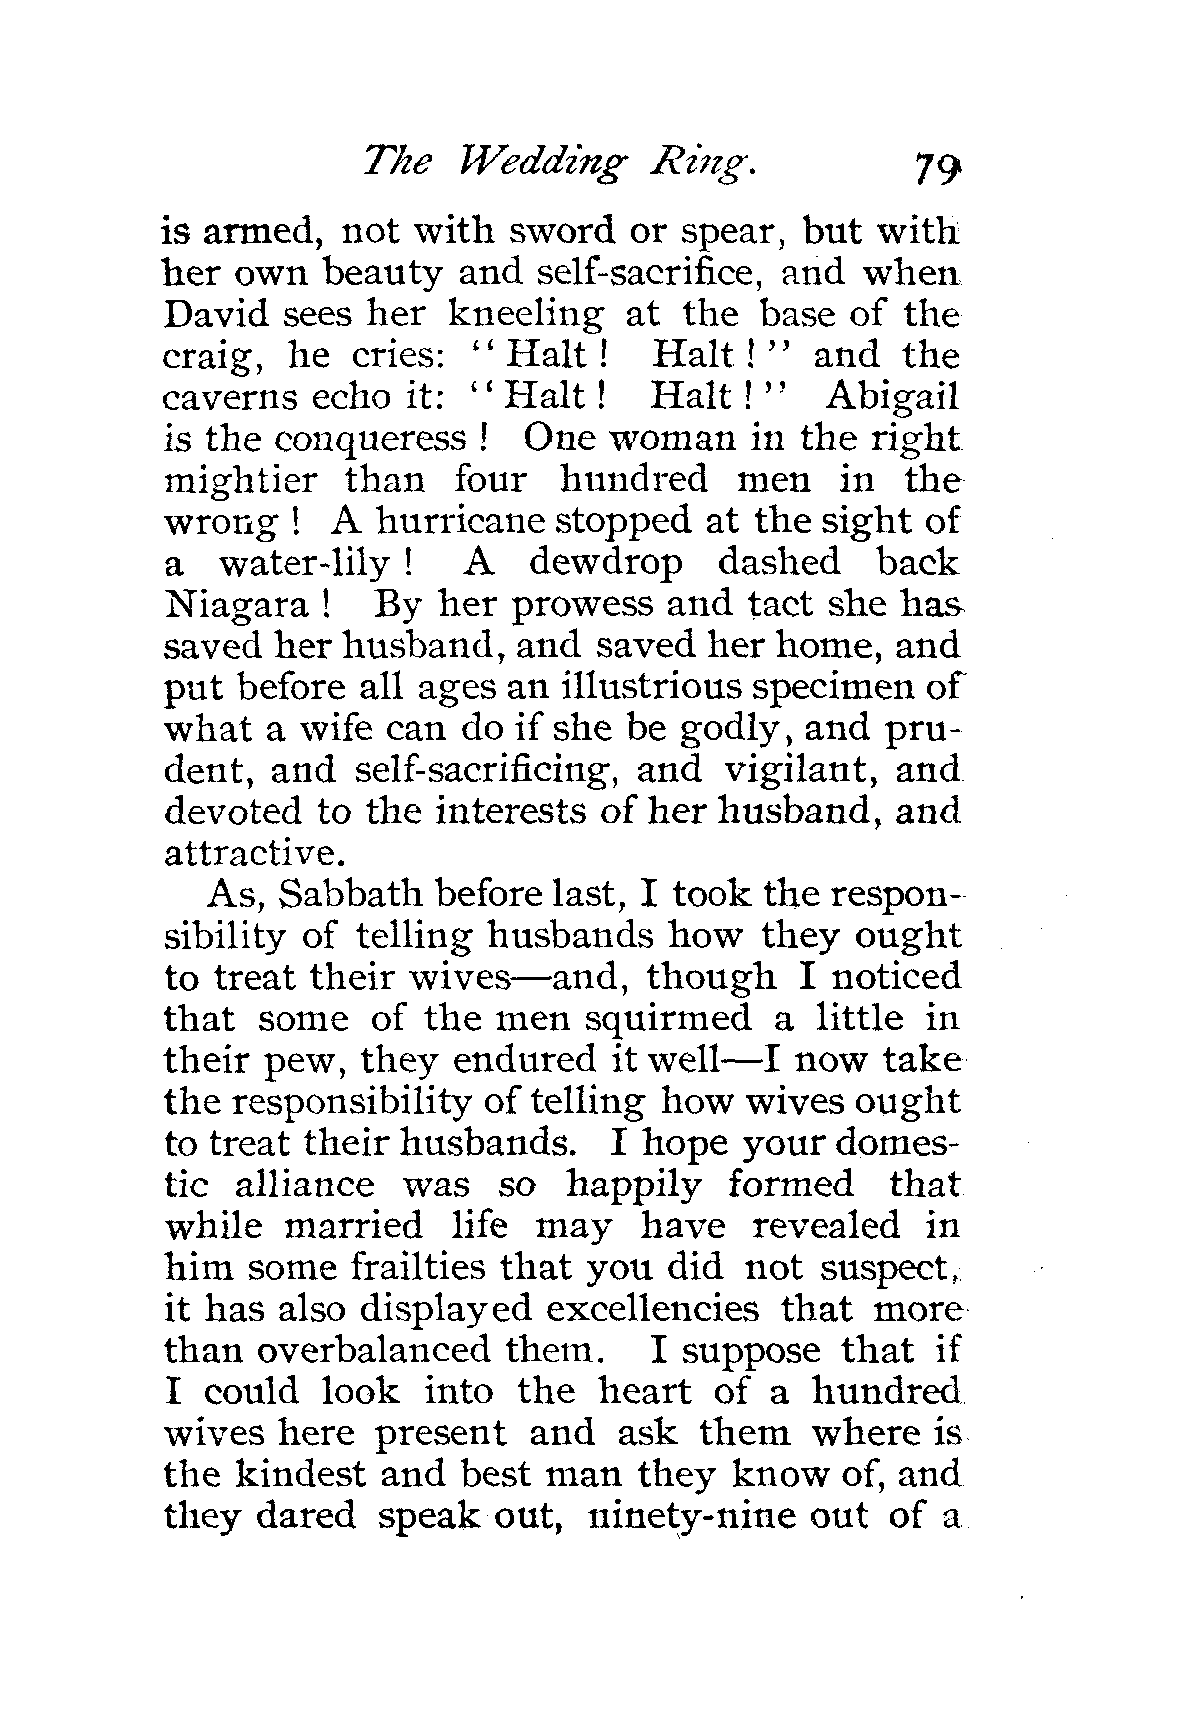 The Wedding Ring. 79
is armed, not with sword or spear, but with
her own beauty and self-sacrifice, and when
David sees her kneeling at the base of the
craig, he cries: "Halt! Halt!" and the
caverns echo it: "Halt! Halt!" Abigail
is the conqueress! One woman in the right
mightier than four hundred men in the
wrong! A hurricane stopped at the sight of
a water-lily! A dewdrop dashed back
Niagara! By her prowess and tact she has
saved her husband, and saved her home, and
put before all ages an illustrious specimen of
what a wife can do if she be godly, and pru-
dent, and self-sacrificing, and vigilant, and
devoted to the interests of her husband, and
attractive.
As, Sabbath before last, I took the respon-
sibility of telling husbands how they ought
to treat their wives—and, though I noticed
that some of the men squirmed a little in
their pew, they endured it well—I now take
the responsibility of telling how wives ought
to treat their husbands. I hope your domes-
tic alliance was so happily formed that
while married life may have revealed in
him some frailties that you did not suspect,
it has also displayed excellencies that more
than overbalanced them. I suppose that if
I could look into the heart of a hundred
wives here present and ask them where is
the kindest and best man they know of, and
they dared speak out, ninety-nine out of a